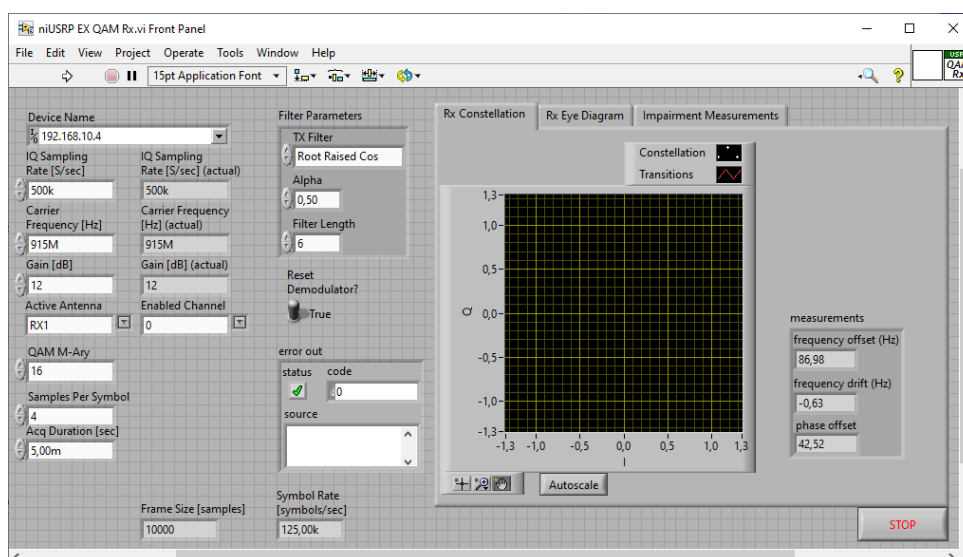 niUSRP EX QAM Rx.vi Front Panel
File Edit View Project Operate Tools Window Help
15pt Application Font
USRP
QAM
Rx
Device Name
192.168.10.4
IQ Sampling
Rate [S/sec]
500k
IQ Sampling
Rate [S/sec] (actual)
500k
Carrier
Frequency [Hz]
915M
Carrier Frequency
[Hz] (actual)
915M
Gain [dB]
12
Gain [dB] (actual)
12
Active Antenna
RX1
Enabled Channel
0
QAM M-Ary
16
Samples Per Symbol
4
Acq Duration [sec]
5,00m
Frame Size [samples]
10000
Filter Parameters
TX Filter
Root Raised Cos
Alpha
0,50
Filter Length
6
Reset
Demodulator?
True
error out
status code
0
source
Symbol Rate
[symbols/sec]
125,00k
Rx Constellation Rx Eye Diagram Impairment Measurements
Constellation
Transitions
Q
1,3
1,0
0,5
0,0
-0,5
-1,0
-1,3
-1,3 -1,0 -0,5 0,0 0,5 1,0 1,3
I
Autoscale
measurements
frequency offset (Hz)
86,98
frequency drift (Hz)
-0,63
phase offset
42,52
STOP